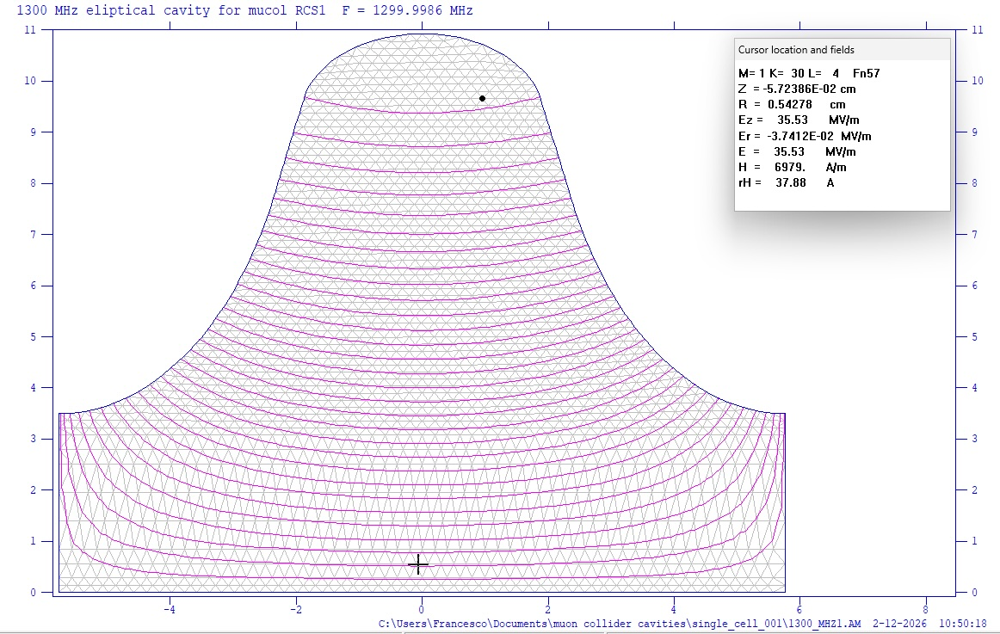 1300 MHz eliptical cavity for mucol RCS1  F = 1299.9986 MHz
11
10
9
8
7
6
5
4
3
2
1
0
Cursor location and fields
M= 1 K=  30 L=   4    Fn57
Z  = -5.72386E-02 cm
R  =  0.54278     cm
Ez =    35.53     MV/m
Er = -3.7412E-02  MV/m
E  =    35.53     MV/m
H  =   6979.      A/m
rH =    37.88     A
11
10
9
8
7
6
5
4
3
2
1
0
-4 -2 0 2 4 6 8
C:\Users\Francesco\Documents\muon collider cavities\single_cell_001\1300_MHZ1.AM  2-12-2026  10:50:18